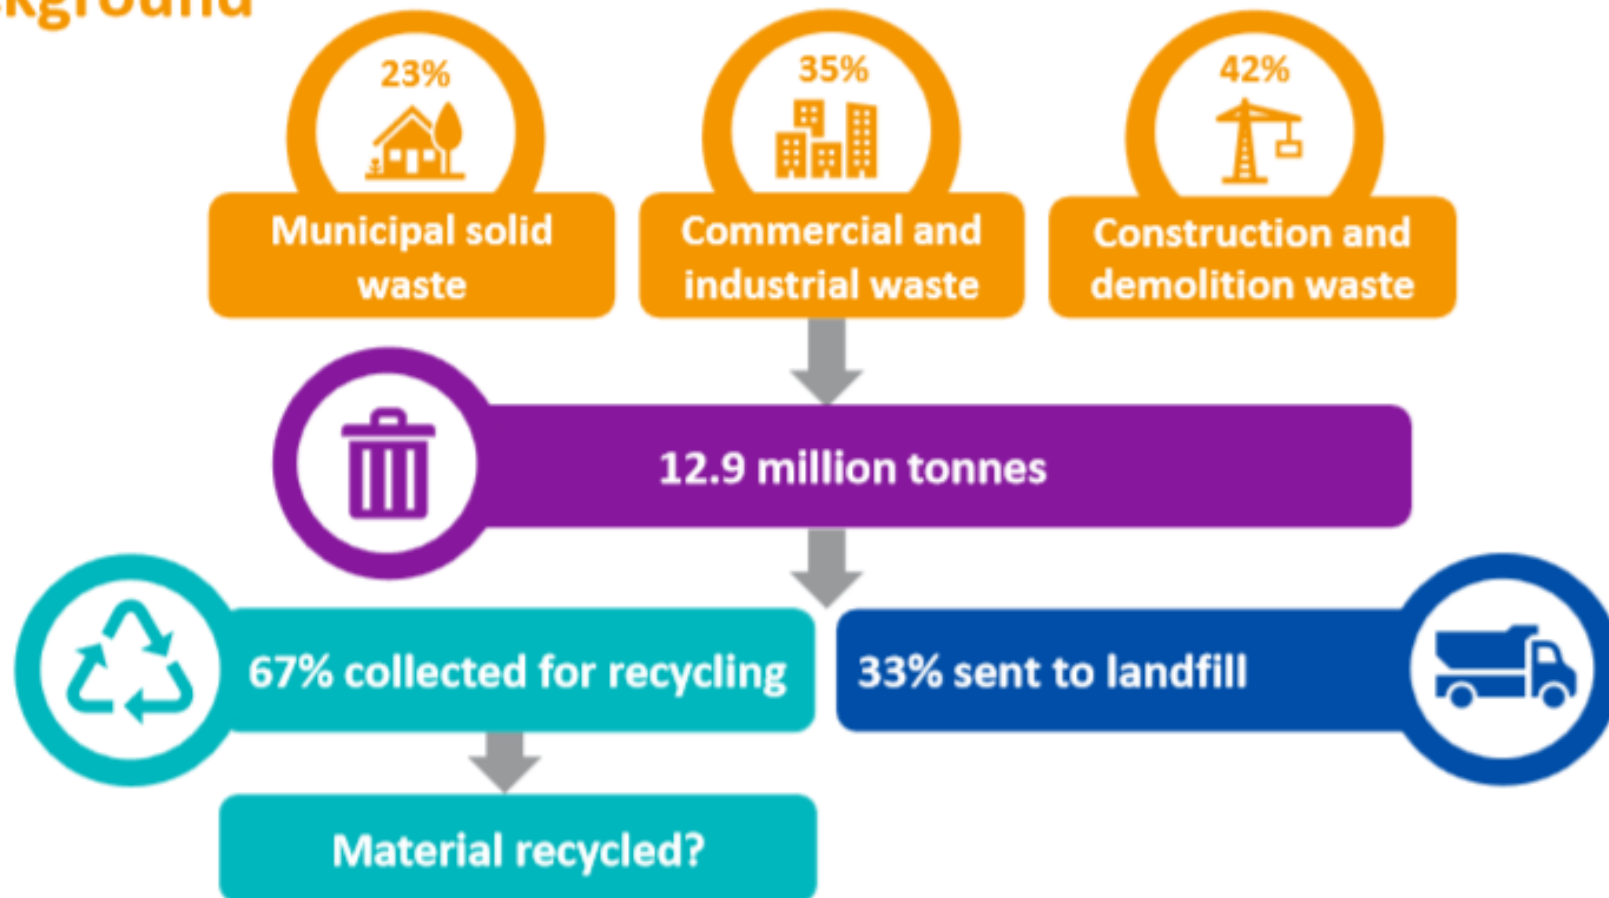 kground
23%
35%
42%
Municipal solid
waste
Commercial and
industrial waste
Construction and
demolition waste
12.9 million tonnes
67% collected for recycling
33% sent to landfill
Material recycled?